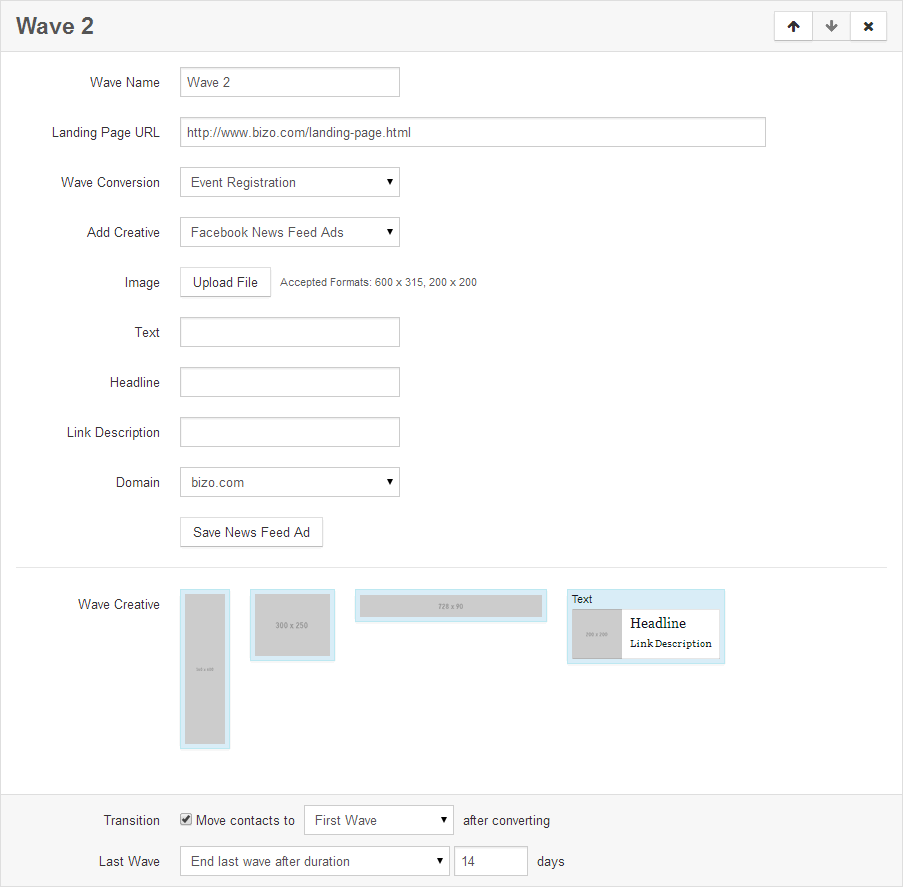 Wave 2
Wave Name
Wave 2
Landing Page URL
http://www.bizo.com/landing-page.html
Wave Conversion
Event Registration
Add Creative
Facebook News Feed Ads
Image
Upload File
Accepted Formats: 600 x 315, 200 x 200
Text
Headline
Link Description
Domain
bizo.com
Save News Feed Ad
Wave Creative
300 x 250
728 x 90
Text
200 x 200
Headline
Link Description
Transition
Move contacts to
First Wave
after converting
Last Wave
End last wave after duration
14
days